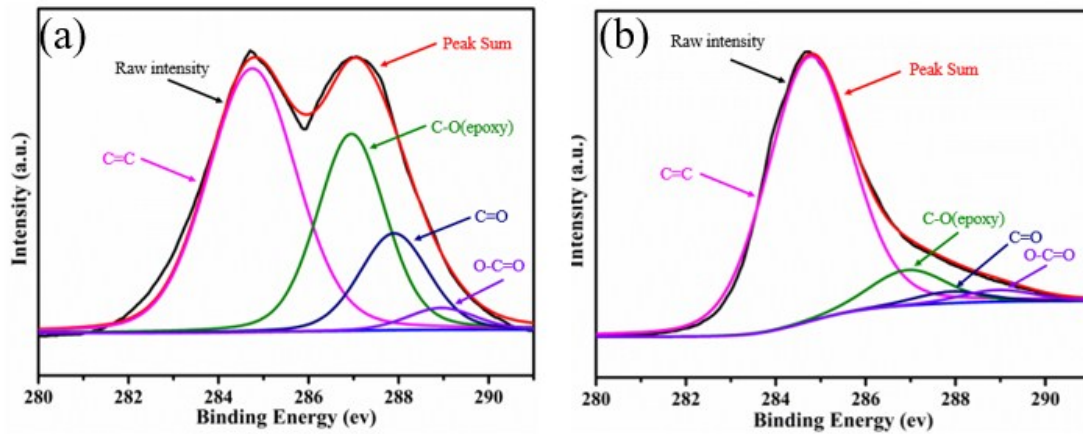 (a)
Raw intensity
Peak Sum
C-O(epoxy)
C=C
C=O
O-C=O
Intensity (a.u.)
280 282 284 286 288 290
Binding Energy (ev)
(b)
Raw intensity
Peak Sum
C=C
C-O(epoxy)
C=O
O-C=O
Intensity (a.u.)
280 282 284 286 288 290
Binding Energy (ev)